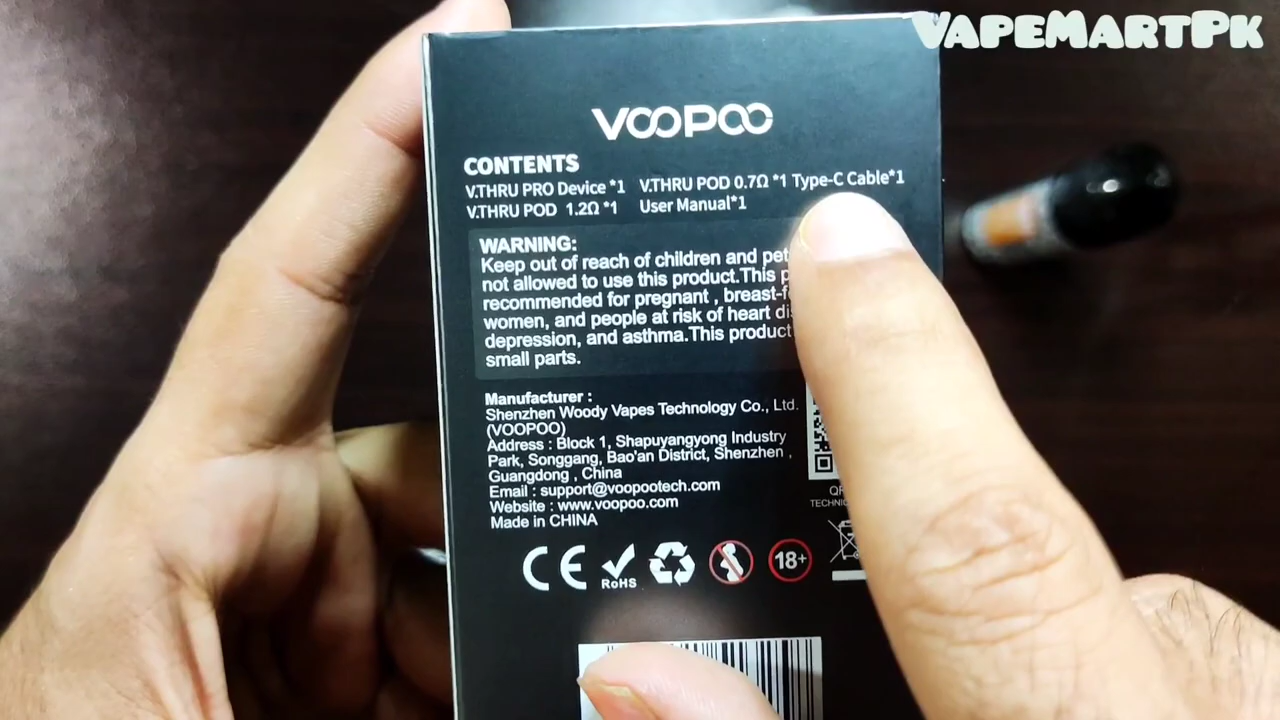 VAPEMARTPK
VOOPOO
CONTENTS
V.THRU PRO Device *1 V.THRU POD 0.7Ω *1 Type-C Cable*1
V.THRU POD 1.2Ω *1 User Manual*1
WARNING:
Keep out of reach of children and
not allowed to use this product.This
recommended for pregnant , breast-
women, and people at risk of heart
depression, and asthma.This product
small parts.
Manufacturer :
Shenzhen Woody Vapes Technology Co., Ltd.
(VOOPOO)
Address : Block 1, Shapuyangyong Industry
Park, Songgang, Bao'an District, Shenzhen ,
Guangdong , China
Email : support@voopootech.com
Website : www.voopoo.com
Made in CHINA
CE
RoHS
18+